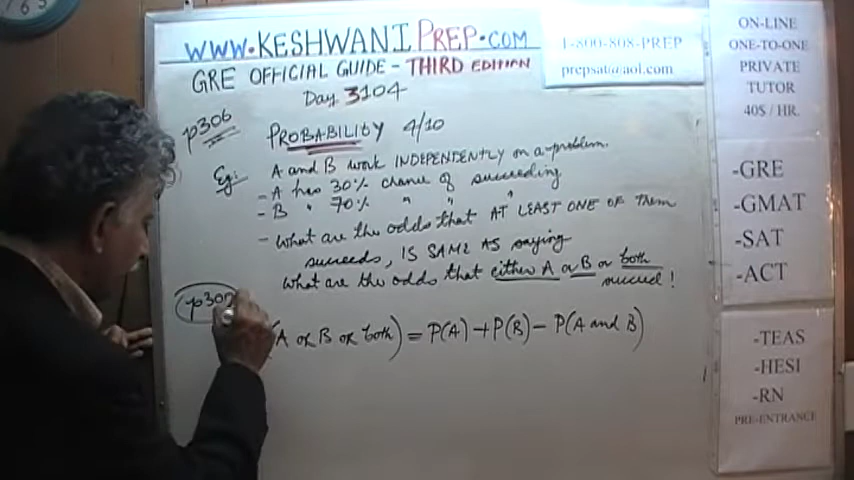 WWW.KESHWANIPREP.COM
GRE OFFICIAL GUIDE - THIRD EDITION
Day 3104
p306
PROBABILITY 4/10
Eg:
A and B work INDEPENDENTLY on a problem.
- A has 30% chance of succeeding
- B " 70% " " "
- What are the odds that AT LEAST ONE OF them
succeeds, IS SAME AS saying
What are the odds that either A or B or both
succeed!
p307
(A or B or both) = P(A) + P(B) - P(A and B)
1-800-808-PREP
prepsat@aol.com
ON-LINE
ONE-TO-ONE
PRIVATE
TUTOR
40$ / HR.
-GRE
-GMAT
-SAT
-ACT
-TEAS
-HESI
-RN
PRE-ENTRANCE